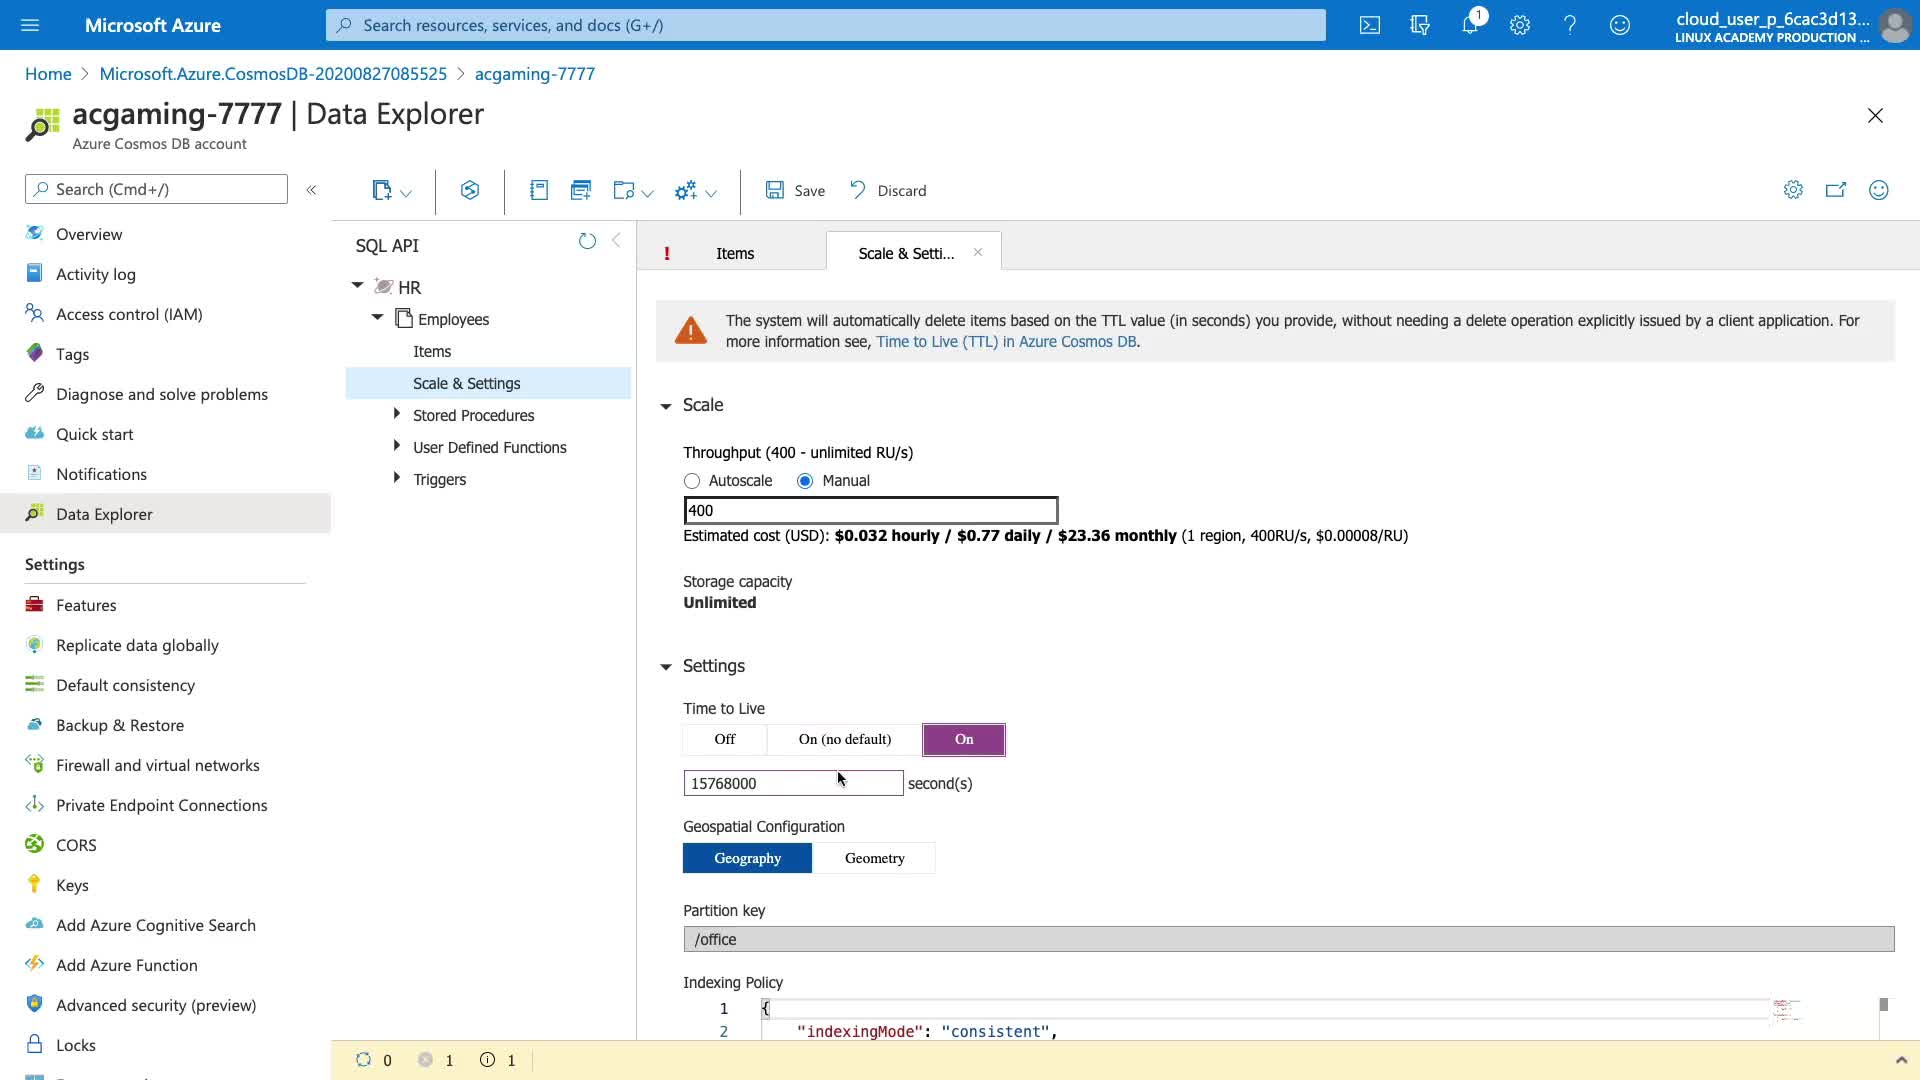 Microsoft Azure
Search resources, services, and docs (G+/)
1
cloud_user_p_6cac3d13...
LINUX ACADEMY PRODUCTION ...
Home > Microsoft.Azure.CosmosDB-20200827085525 > acgaming-7777
acgaming-7777 | Data Explorer
Azure Cosmos DB account
Search (Cmd+/)
«
Save
Discard
Overview
Activity log
Access control (IAM)
Tags
Diagnose and solve problems
Quick start
Notifications
Data Explorer
Settings
Features
Replicate data globally
Default consistency
Backup & Restore
Firewall and virtual networks
Private Endpoint Connections
CORS
Keys
Add Azure Cognitive Search
Add Azure Function
Advanced security (preview)
Locks
SQL API
HR
Employees
Items
Scale & Settings
Stored Procedures
User Defined Functions
Triggers
! Items
Scale & Setti...
The system will automatically delete items based on the TTL value (in seconds) you provide, without needing a delete operation explicitly issued by a client application. For
more information see, Time to Live (TTL) in Azure Cosmos DB.
Scale
Throughput (400 - unlimited RU/s)
Autoscale Manual
400
Estimated cost (USD): $0.032 hourly / $0.77 daily / $23.36 monthly (1 region, 400RU/s, $0.00008/RU)
Storage capacity
Unlimited
Settings
Time to Live
Off On (no default) On
15768000 second(s)
Geospatial Configuration
Geography Geometry
Partition key
/office
Indexing Policy
1 {
2 "indexingMode": "consistent",
0 1 1